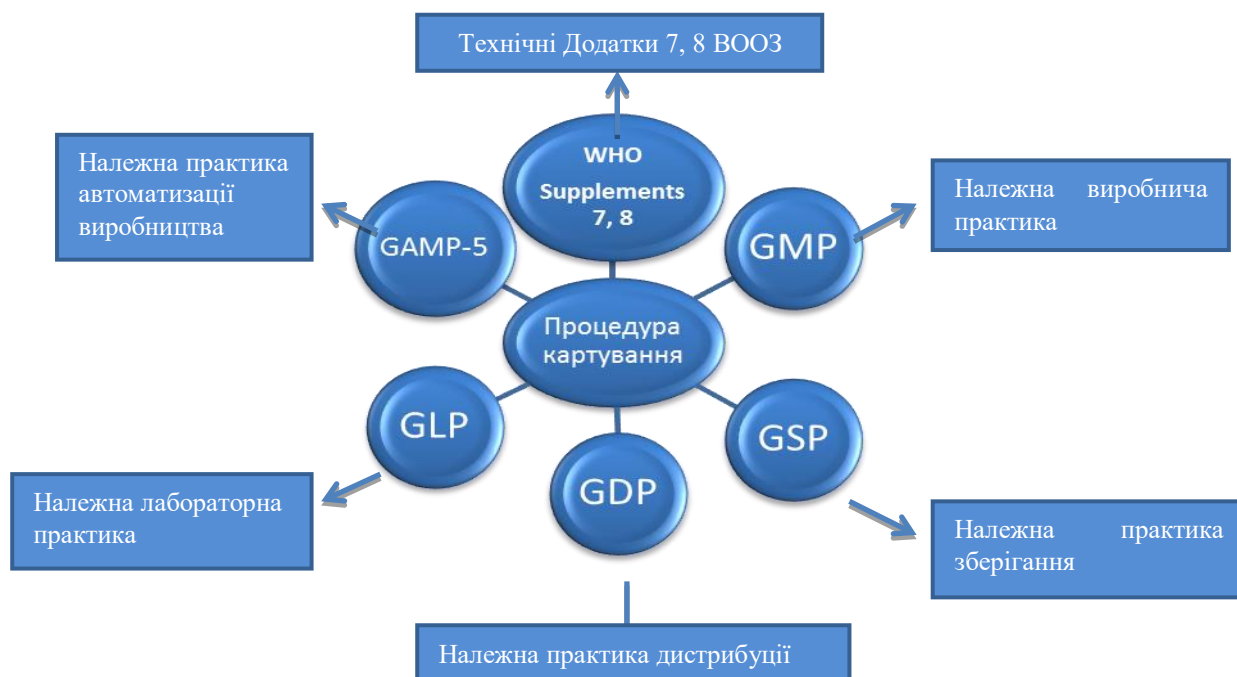 Технічні Додатки 7, 8 ВООЗ
Належна практика
автоматизації
виробництва
WHO
Supplements
7, 8
GAMP-5
GMP
Належна виробнича
практика
Процедура
картування
GLP
GSP
GDP
Належна лабораторна
практика
Належна практика
зберігання
Належна практика дистрибуції